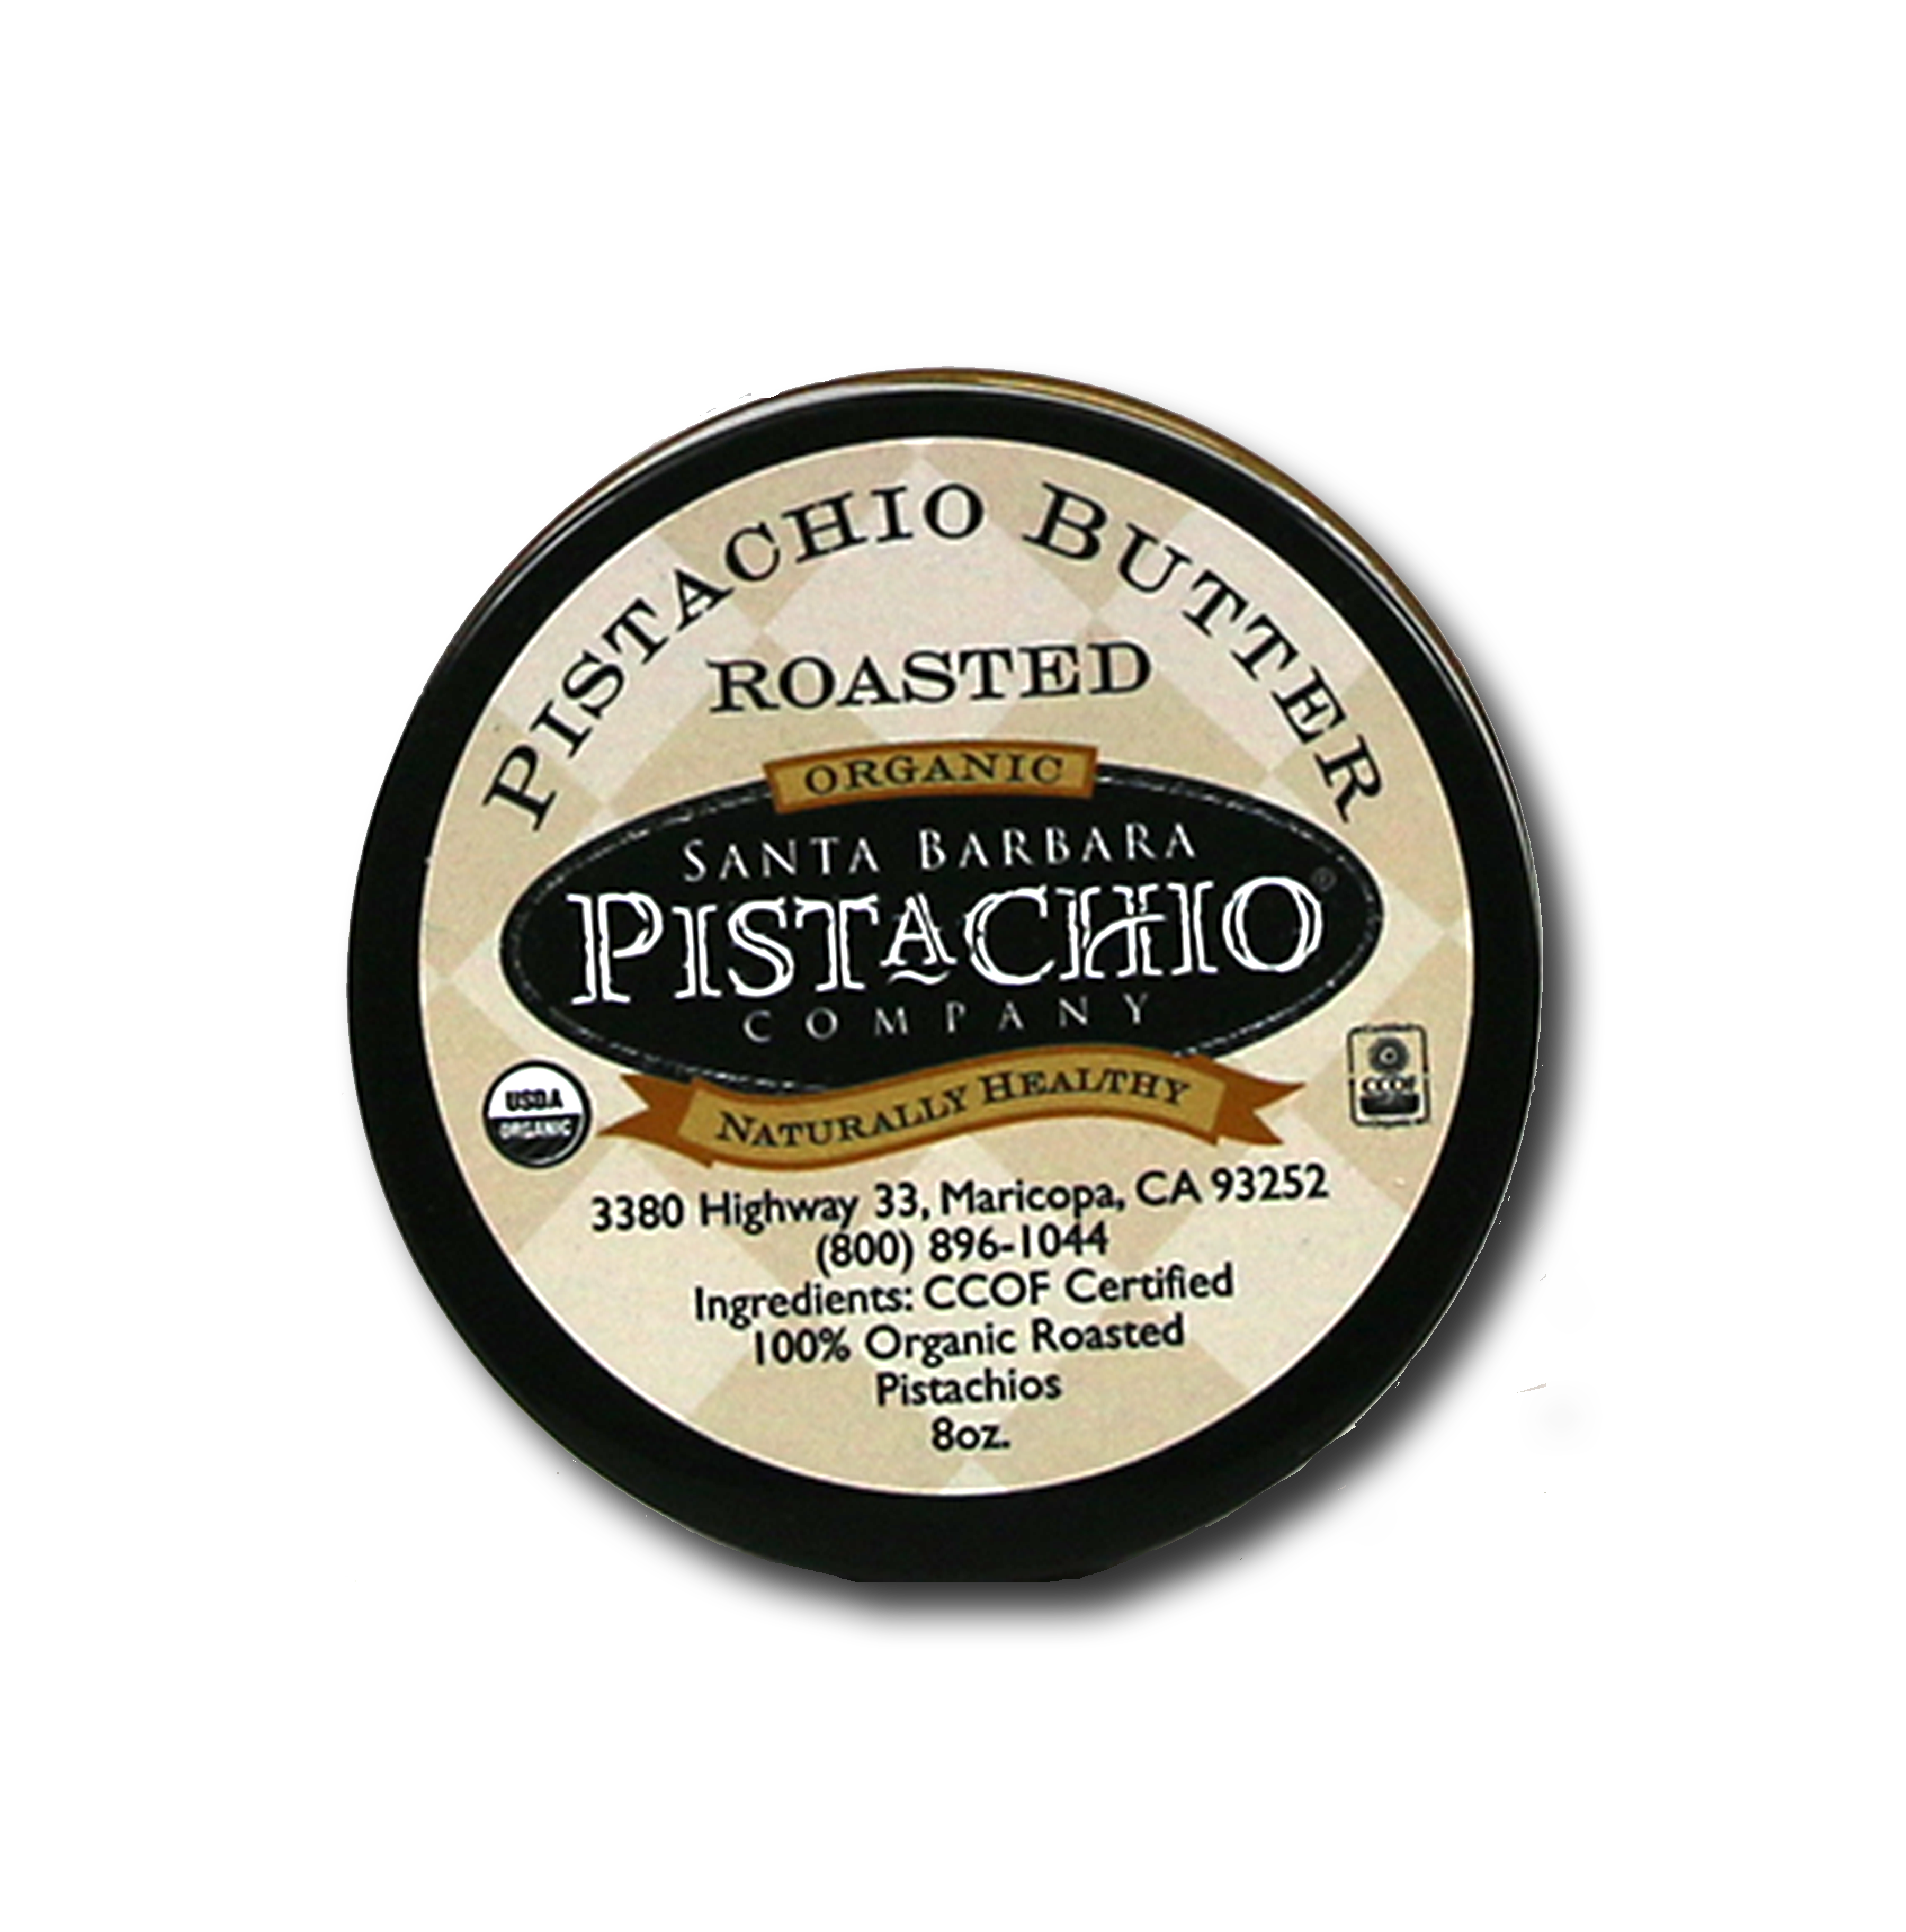 PISTACHIO BUTTER
ROASTED
ORGANIC
SANTA BARBARA
PISTACHIO®
COMPANY
NATURALLY HEALTHY
USDA
ORGANIC
CCOF
Organic
3380 Highway 33, Maricopa, CA 93252
(800) 896-1044
Ingredients: CCOF Certified
100% Organic Roasted
Pistachios
8oz.